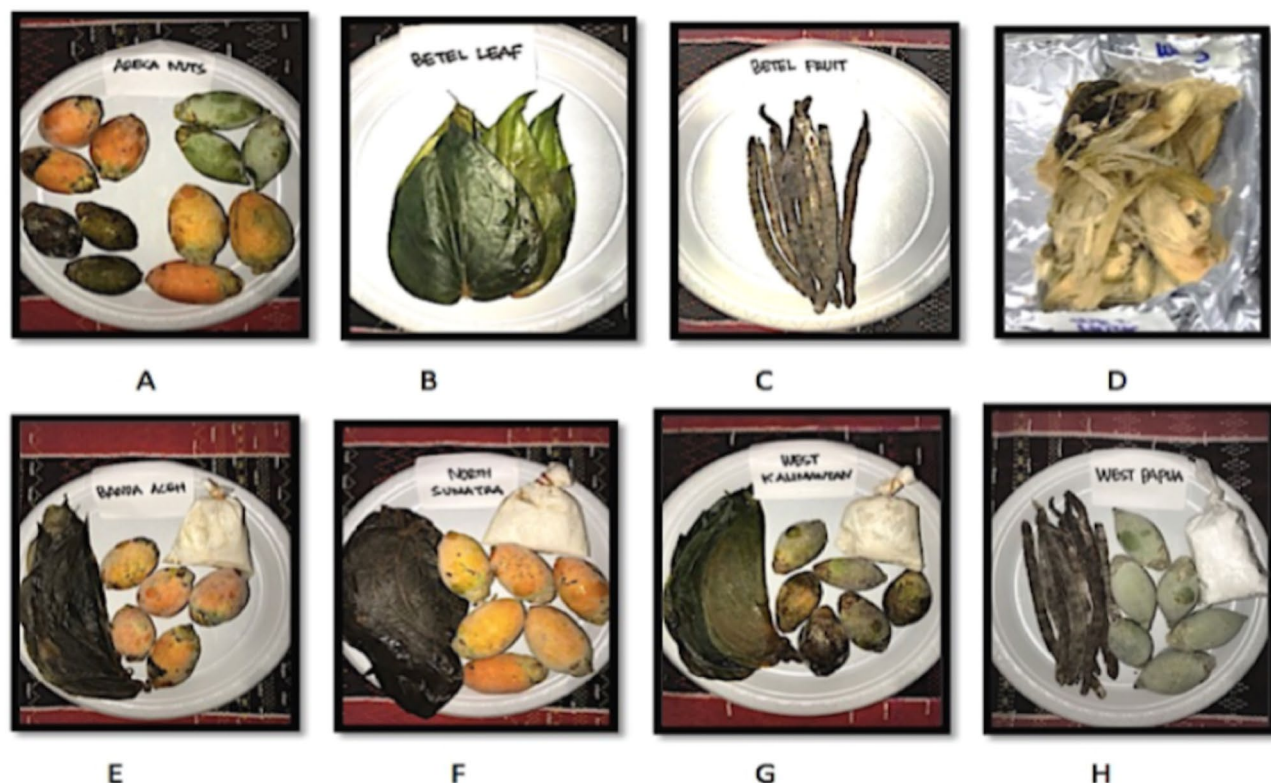 ARECA NUTS
BETEL LEAF
BETEL FRUIT
A
B
C
D
BANDA ACEH
NORTH
SUMATRA
WEST
KALIMANTAN
WEST PAPUA
E
F
G
H